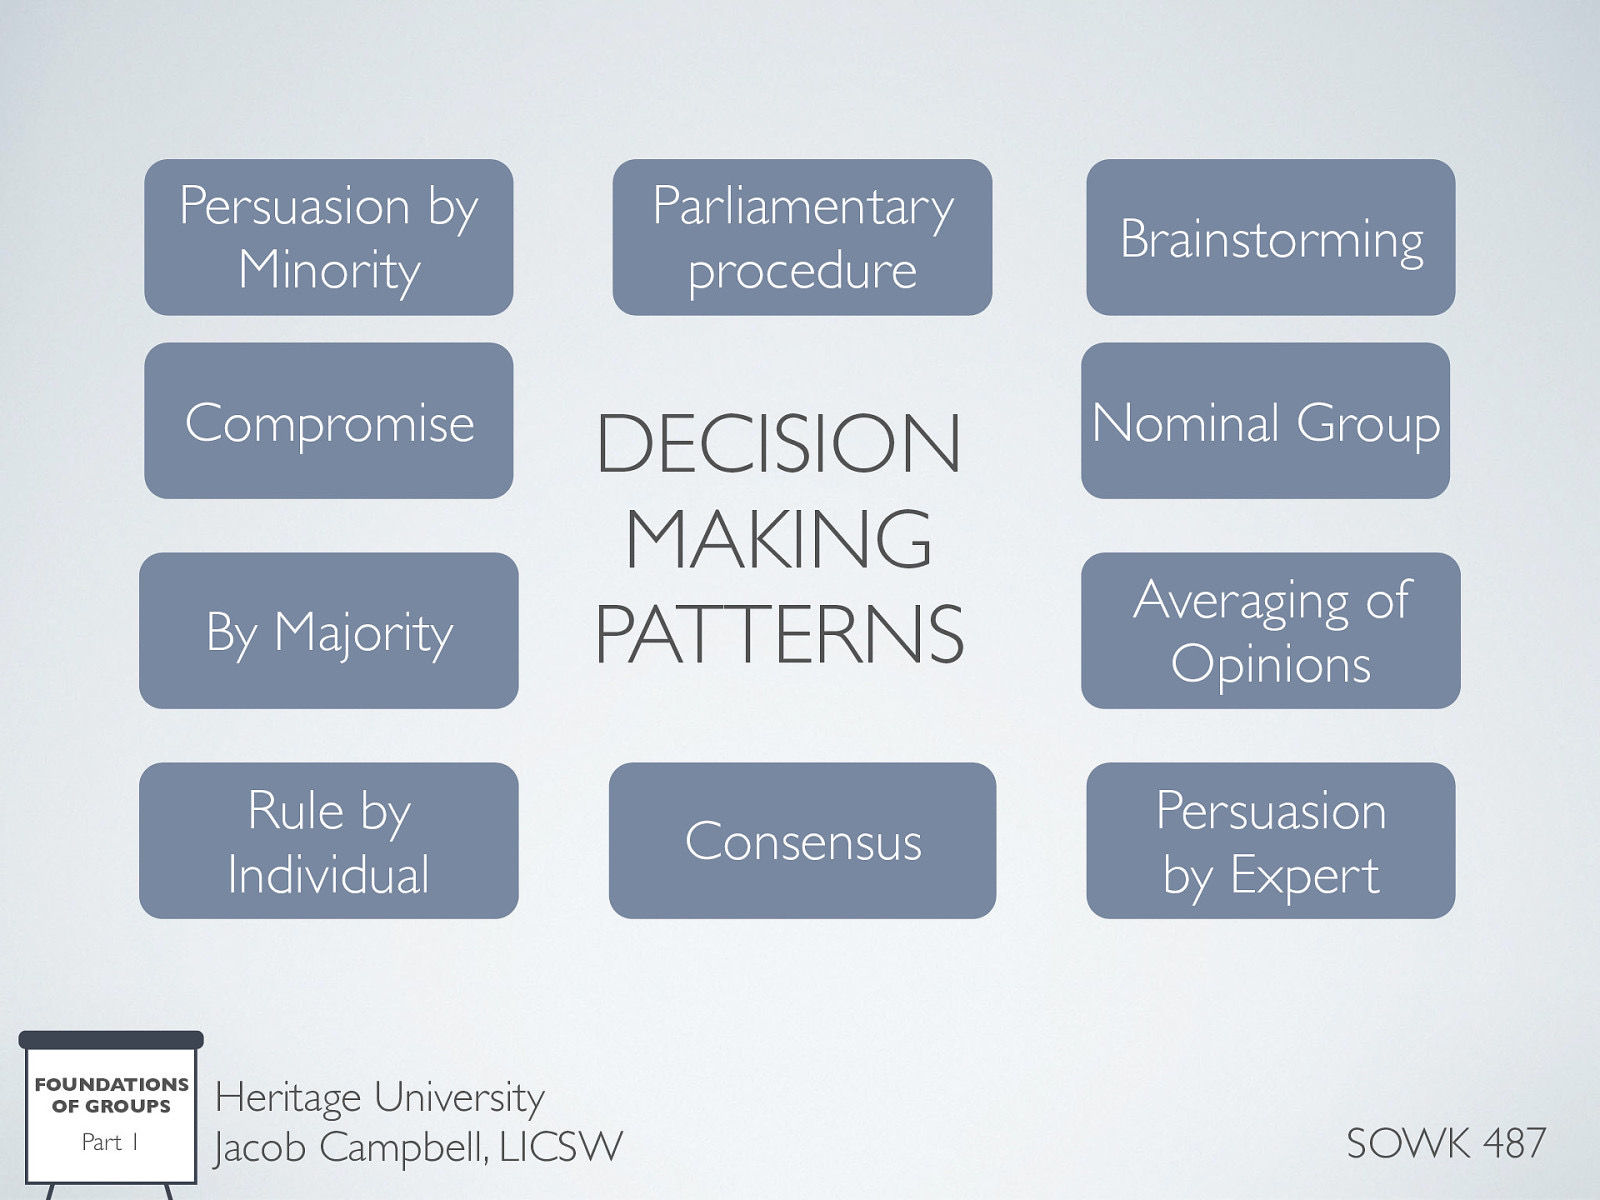 Persuasion by
Minority
Parliamentary
procedure
Brainstorming
Compromise
Nominal Group
DECISION
MAKING
PATTERNS
By Majority
Averaging of
Opinions
Rule by
Individual
Consensus
Persuasion
by Expert
FOUNDATIONS
OF GROUPS
Part 1
Heritage University
Jacob Campbell, LICSW
SOWK 487